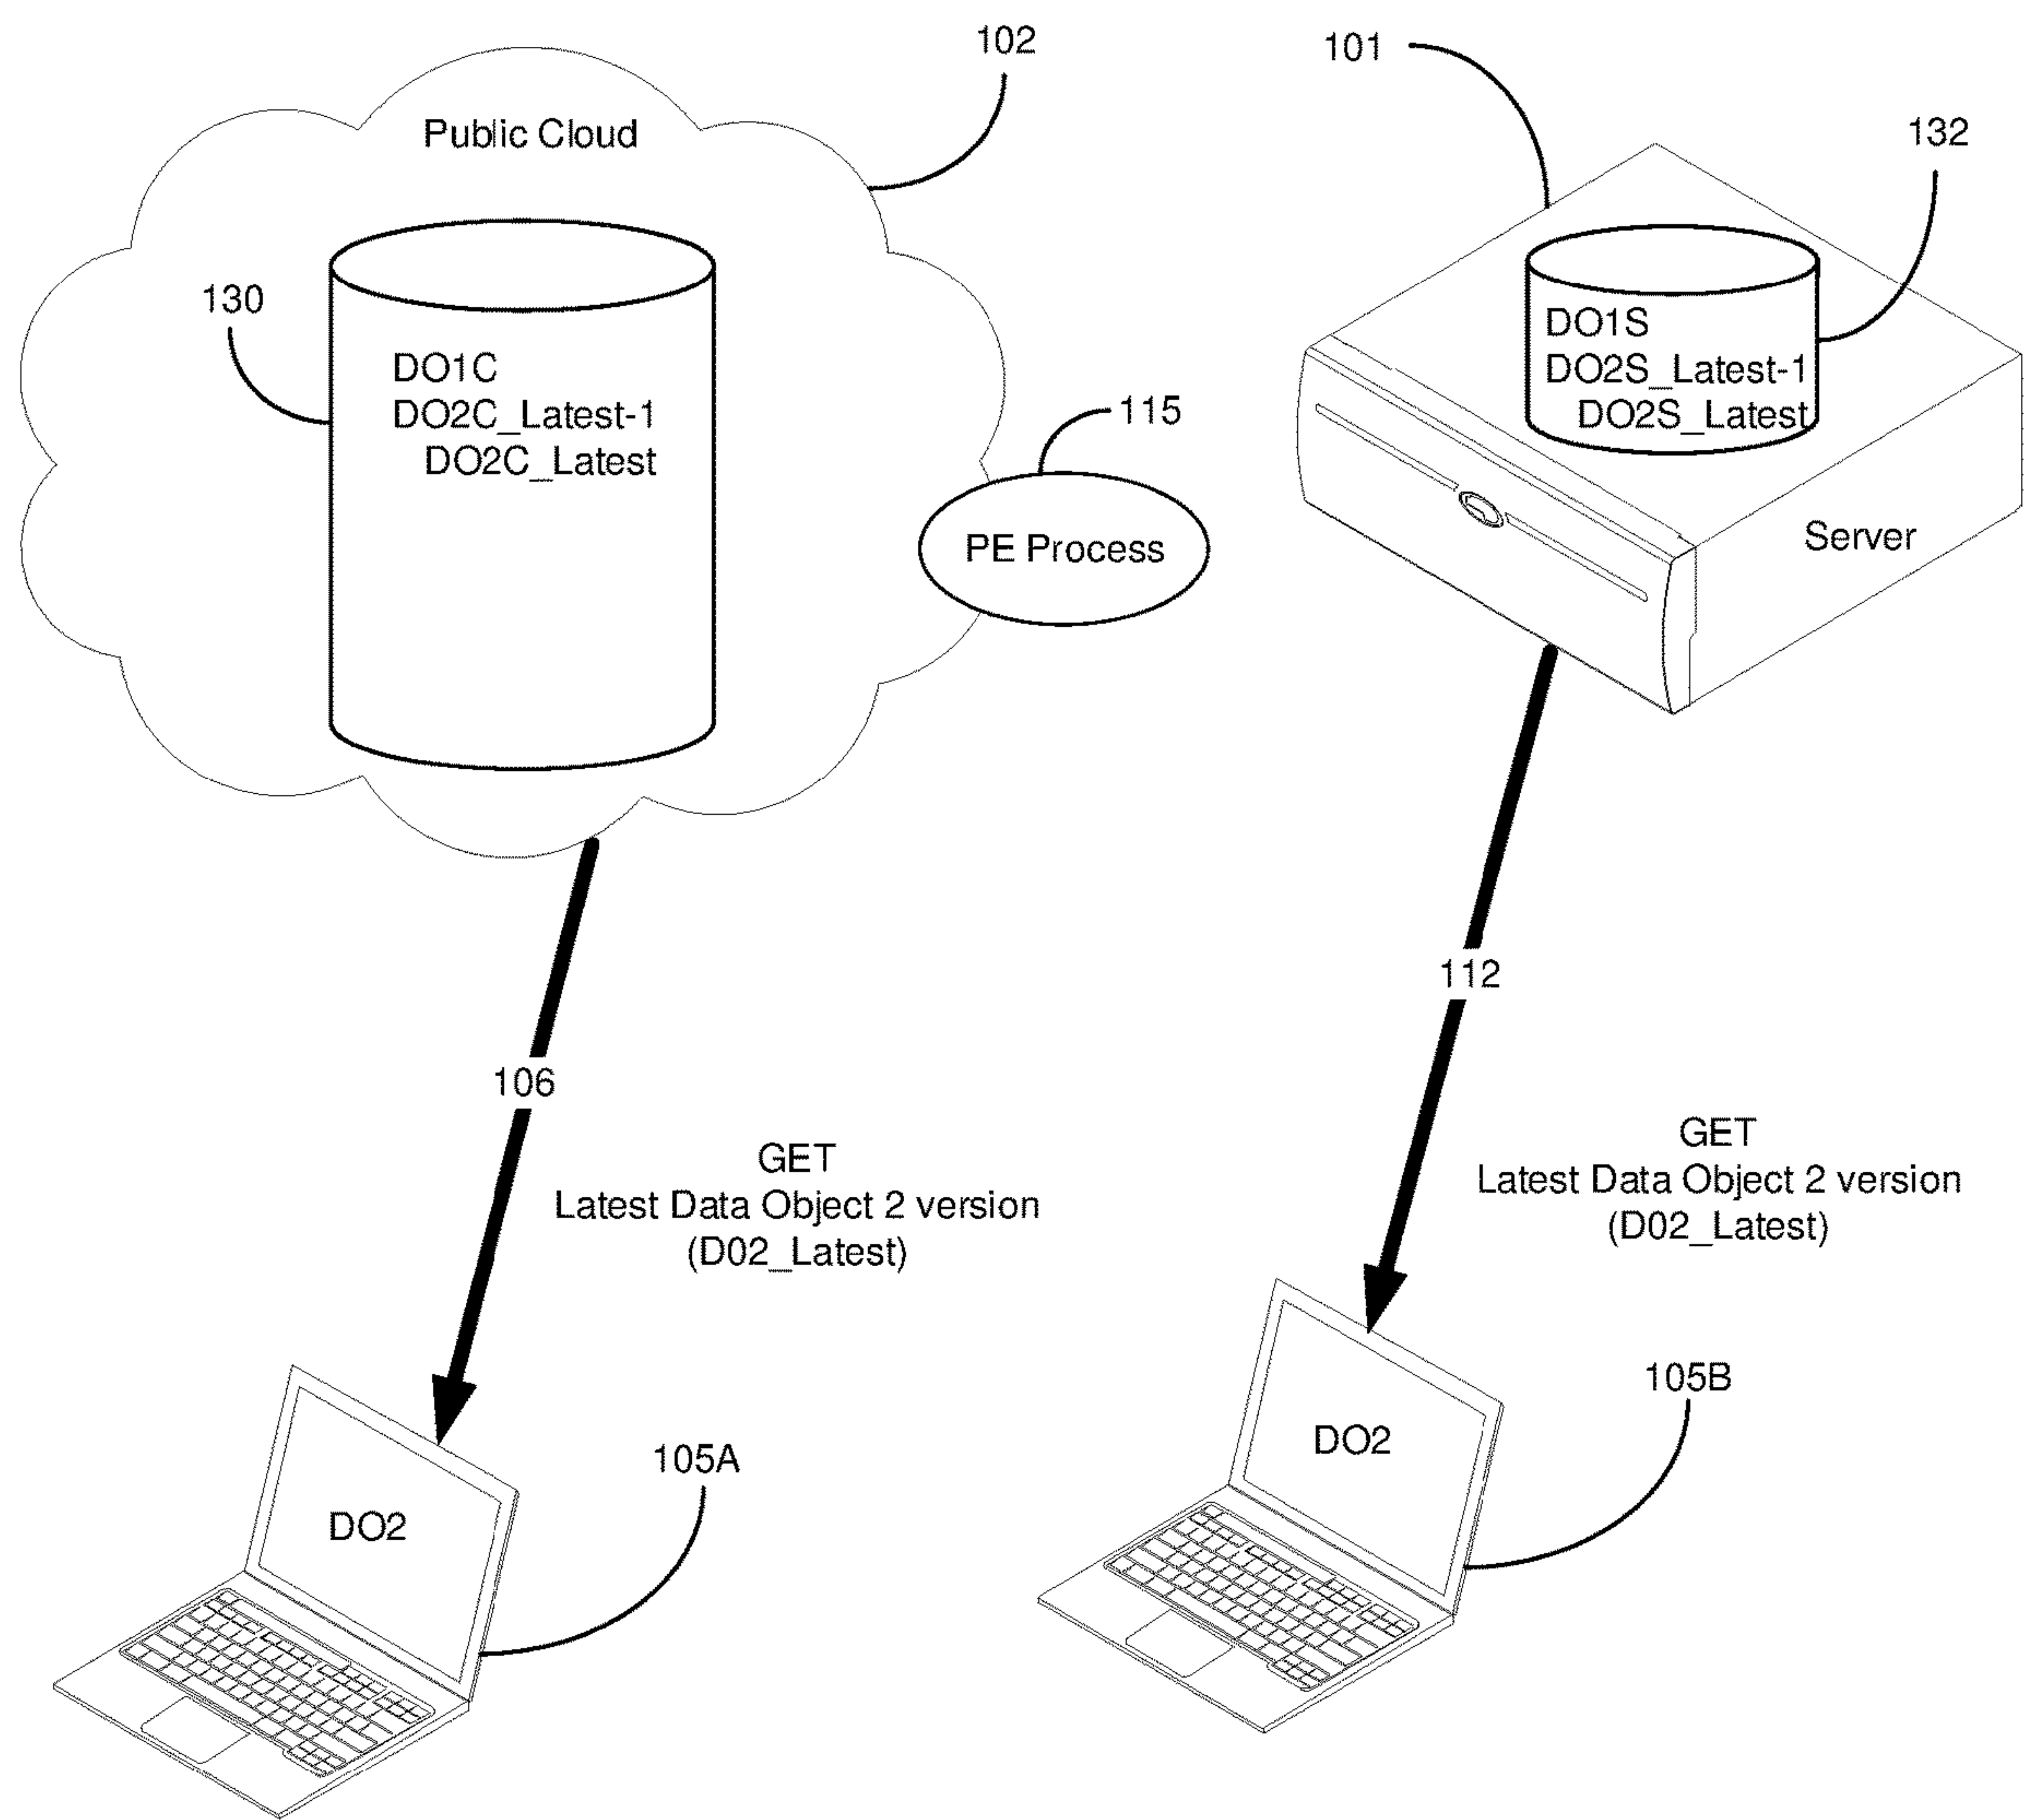 102
101
Public Cloud
132
130
DO1S
DO2S_Latest-1
DO2S_Latest
DO1C
DO2C_Latest-1
DO2C_Latest
115
PE Process
Server
112
106
GET
Latest Data Object 2 version
(D02_Latest)
GET
Latest Data Object 2 version
(D02_Latest)
105B
DO2
105A
DO2